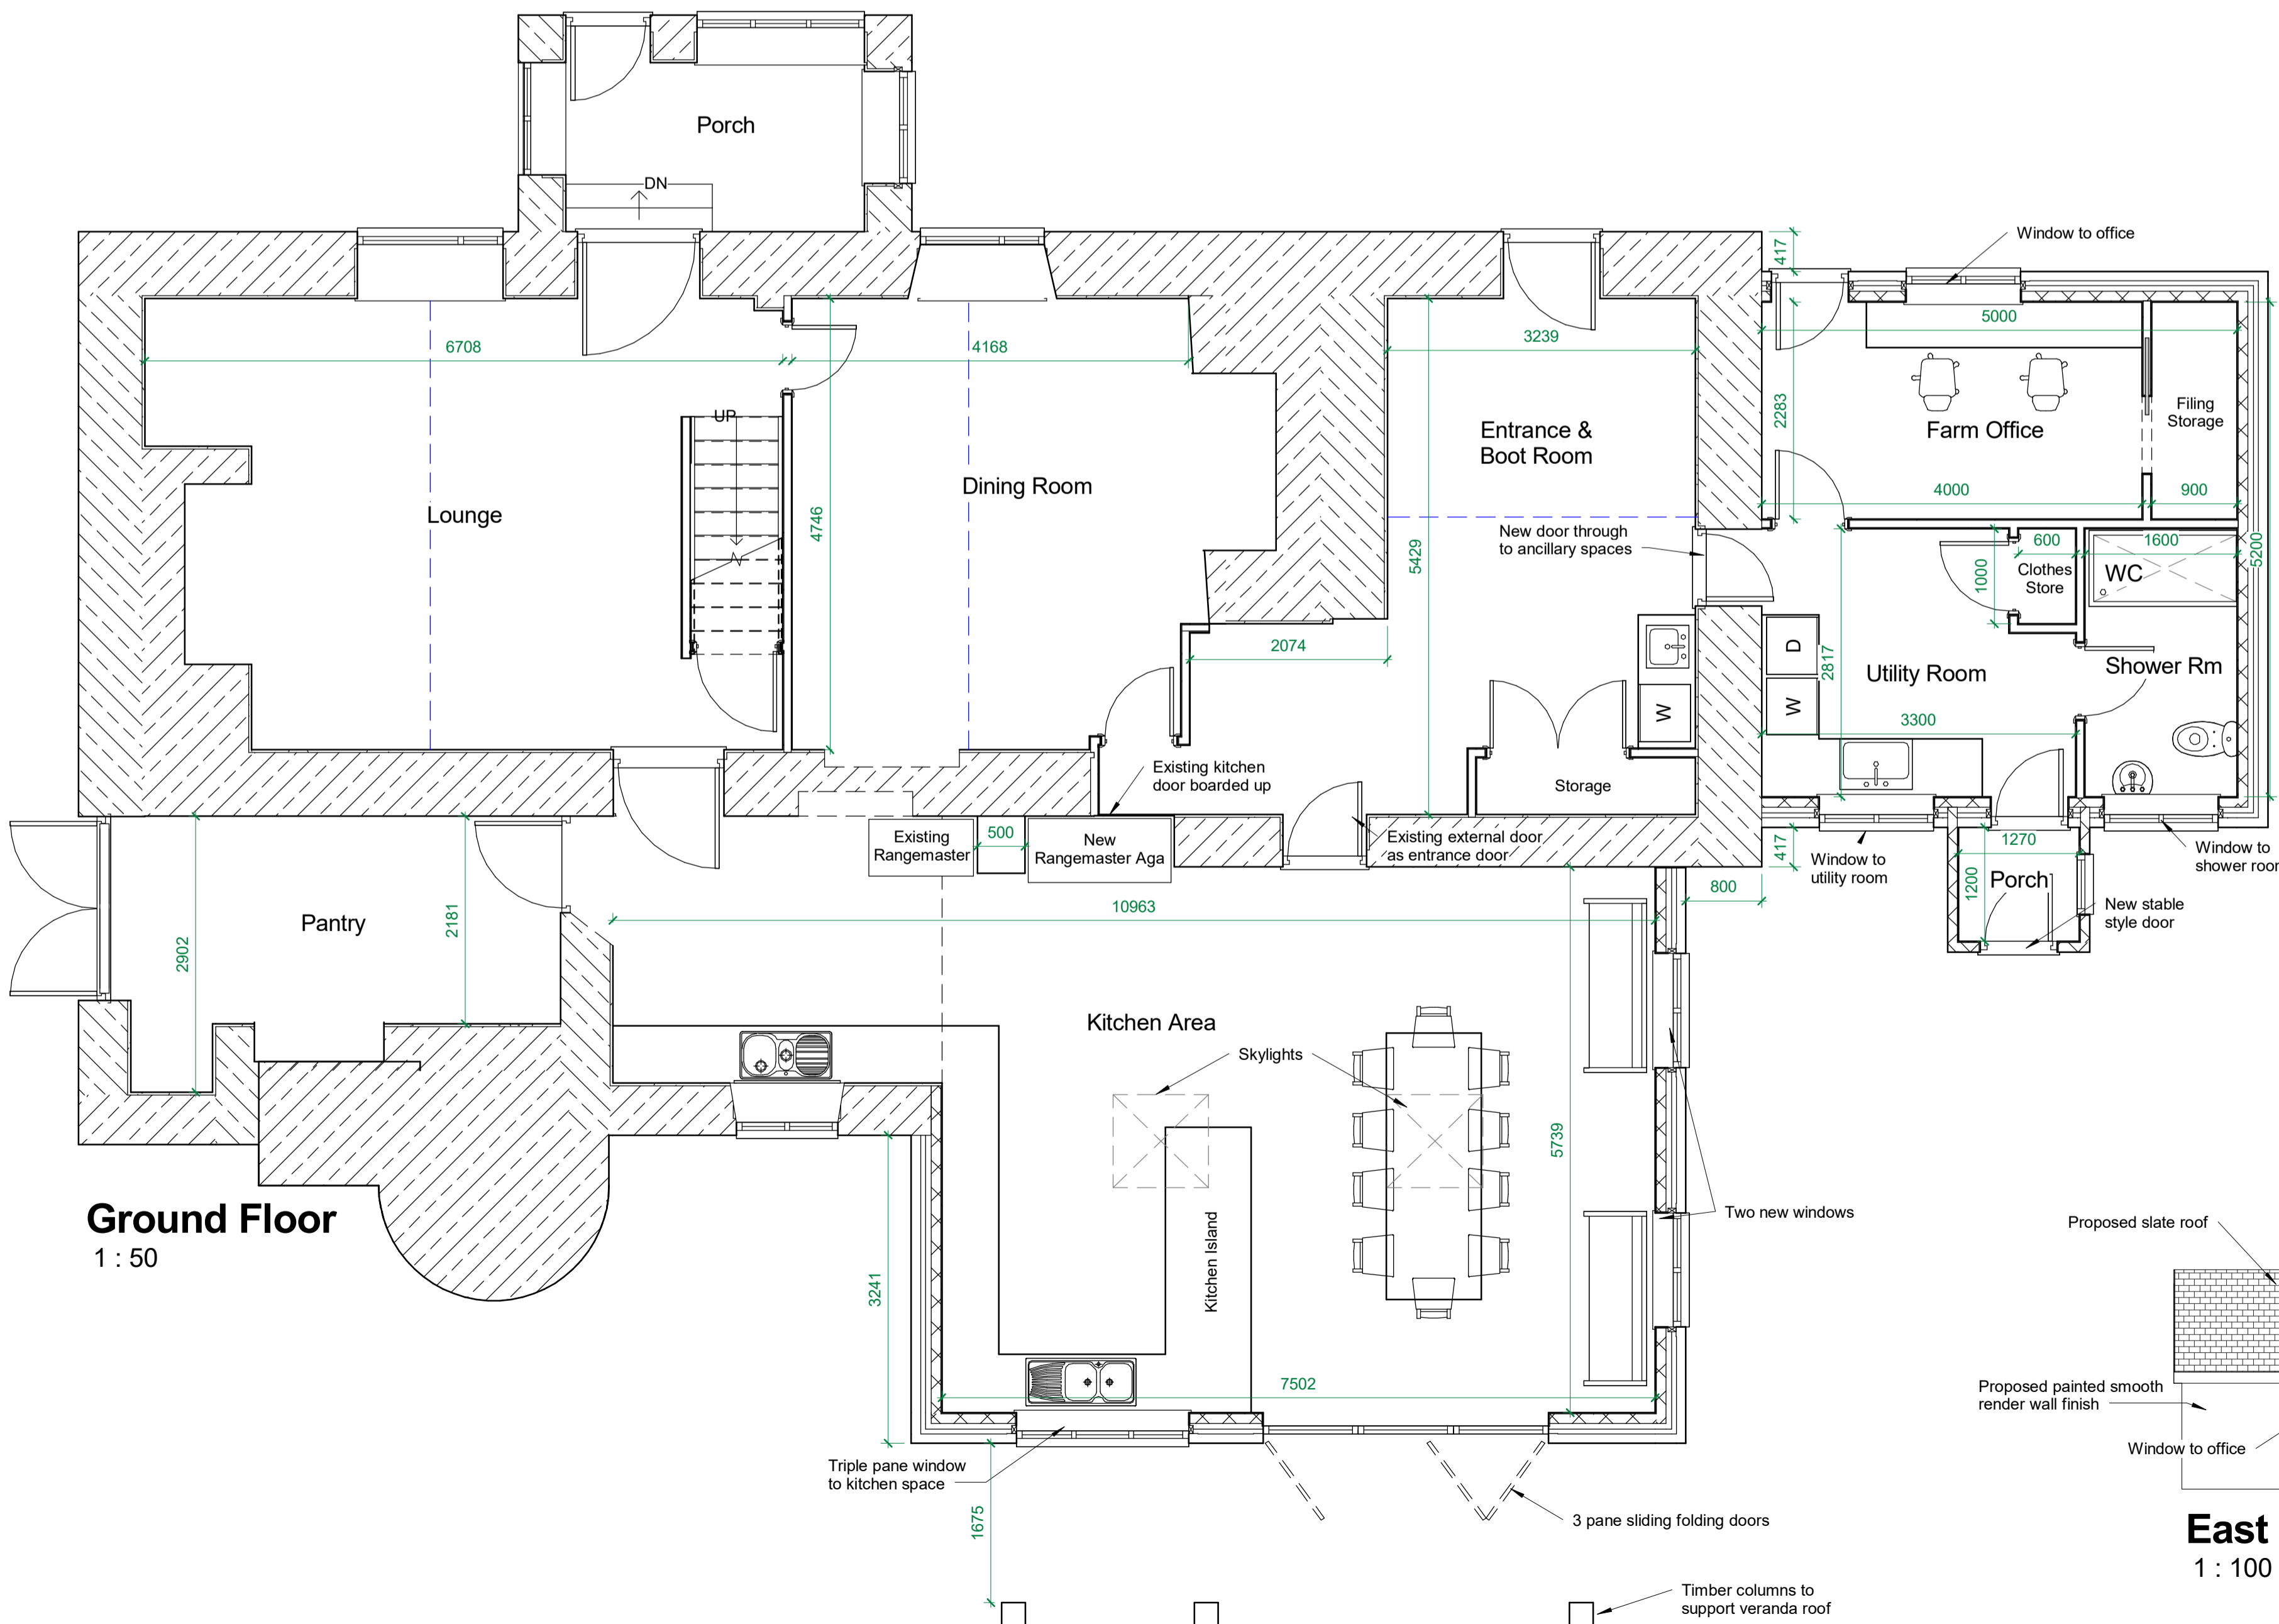 Porch
DN
Window to office
417
5000
6708
4168
3239
2283
Filing
Storage
UP
Entrance &
Boot Room
Farm Office
Dining Room
4000
900
Lounge
4746
5429
New door through
to ancillary spaces
600
1600
5200
1000
Clothes
Store
WC
2074
D
2817
Utility Room
Shower Rm
W
W
3300
Existing kitchen
door boarded up
Storage
Existing
Rangemaster
500
New
Rangemaster Aga
Existing external door
as entrance door
417
Window to
utility room
1270
Window to
shower room
800
1200
Porch
10963
New stable
style door
Pantry
2181
2902
Kitchen Area
Skylights
5739
Two new windows
Kitchen Island
3241
Ground Floor
1 : 50
Proposed slate roof
7502
Proposed painted smooth
render wall finish
Window to office
Triple pane window
to kitchen space
1675
3 pane sliding folding doors
East
1 : 100
Timber columns to
support veranda roof